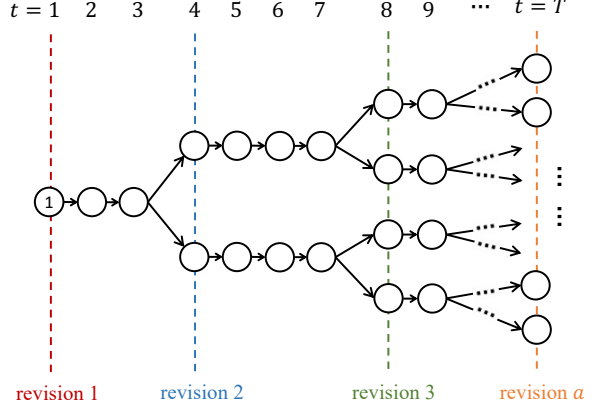 t = 1 2 3 4 5 6 7 8 9 ⋯ t = T
1
revision 1 revision 2 revision 3 revision a